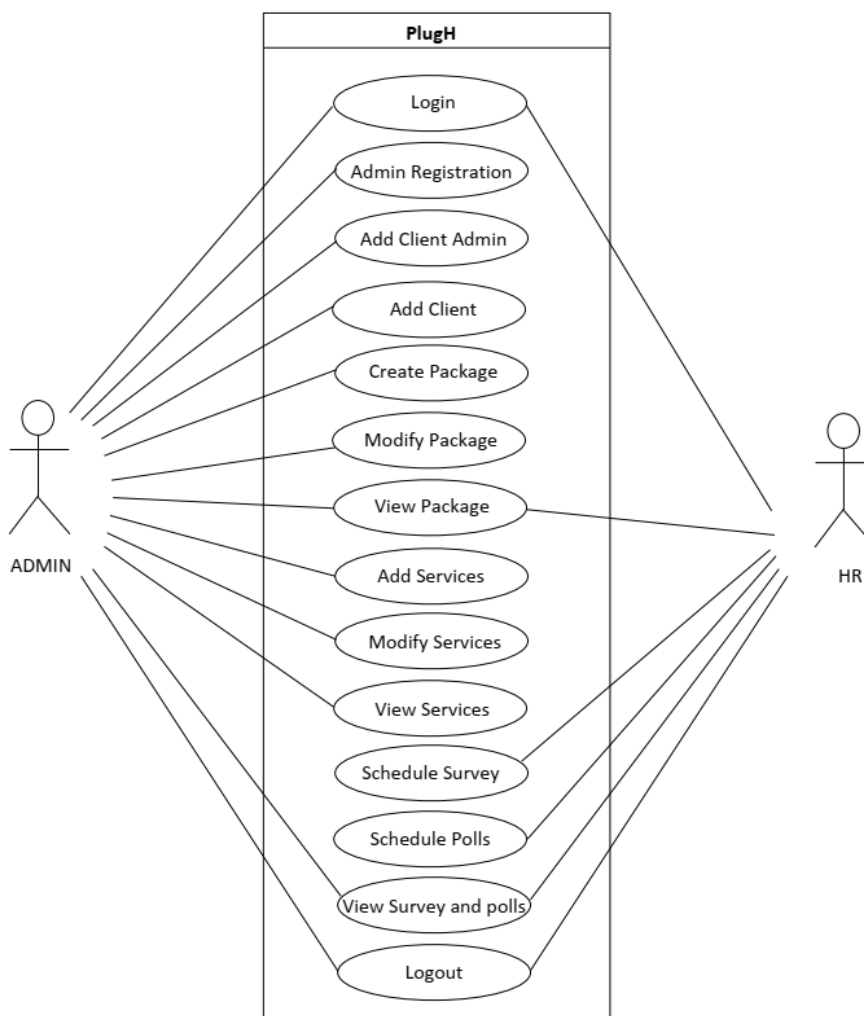 PlugH
Login
Admin Registration
Add Client Admin
Add Client
Create Package
Modify Package
View Package
ADMIN
HR
Add Services
Modify Services
View Services
Schedule Survey
Schedule Polls
View Survey and polls
Logout